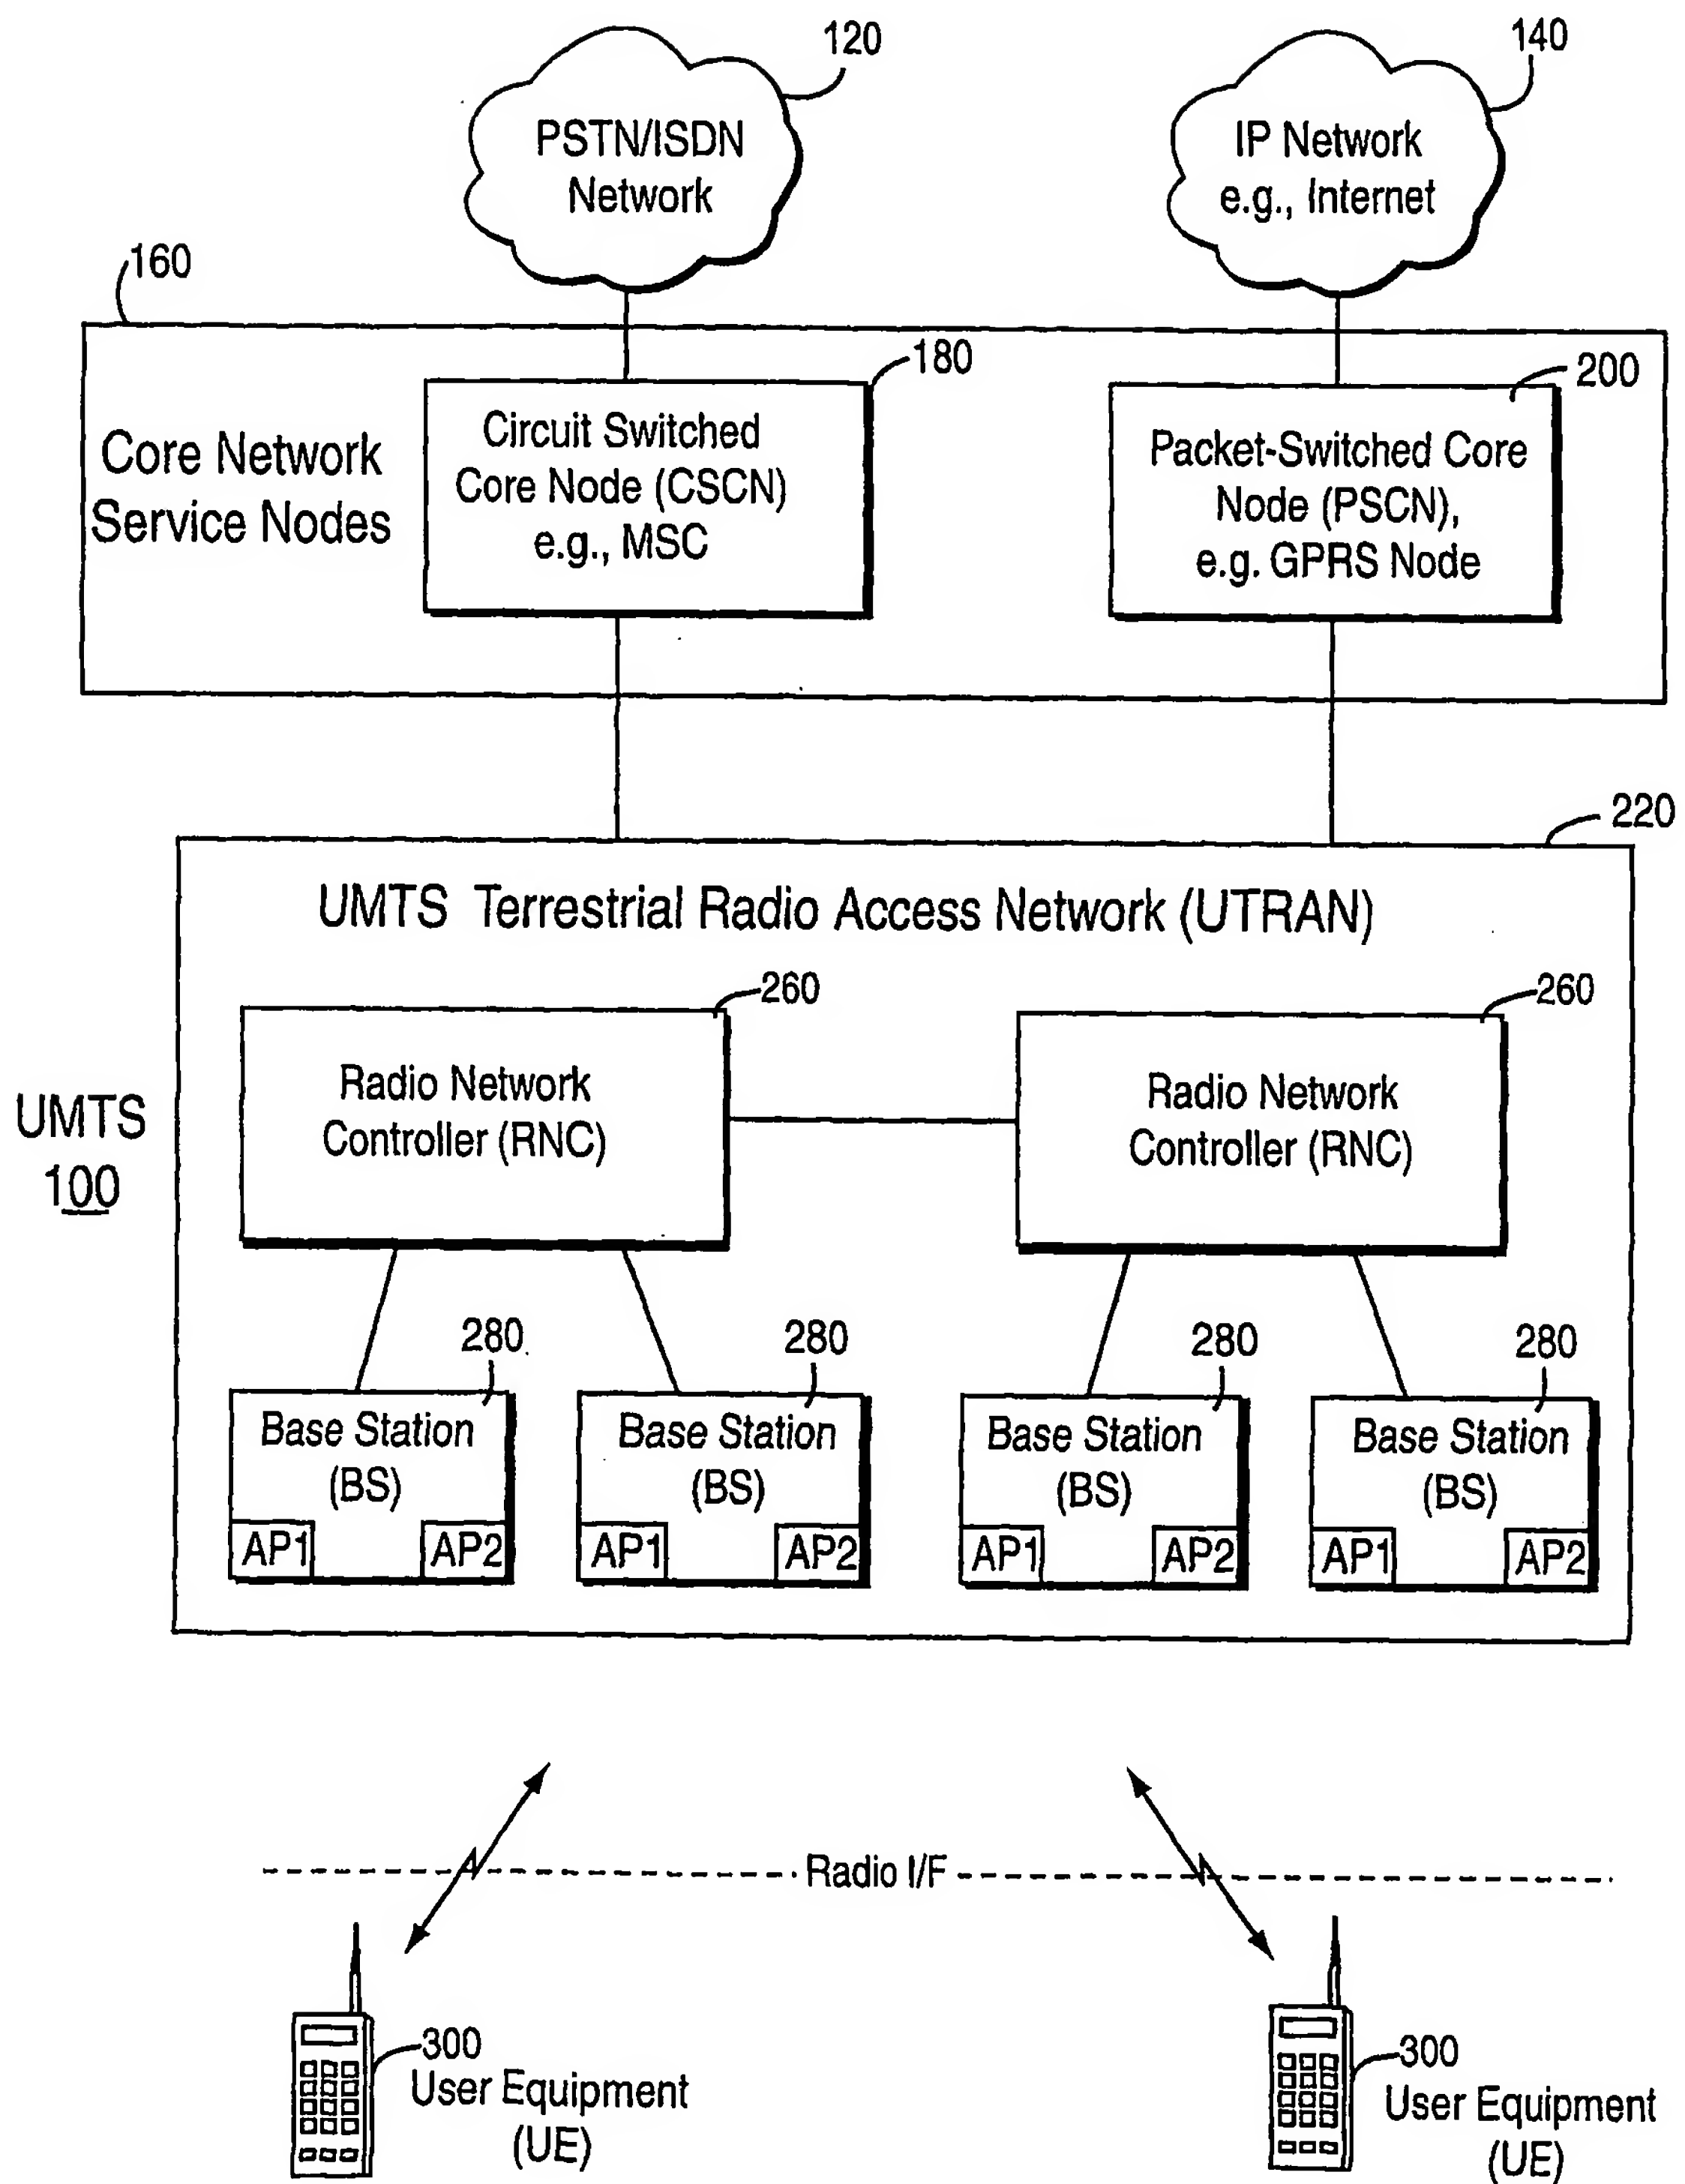 120
140
PSTN/ISDN
Network
IP Network
e.g., Internet
160
180
200
Core Network
Service Nodes
Circuit Switched
Core Node (CSCN)
e.g., MSC
Packet-Switched Core
Node (PSCN),
e.g. GPRS Node
220
UMTS Terrestrial Radio Access Network (UTRAN)
260
260
Radio Network
Controller (RNC)
Radio Network
Controller (RNC)
UMTS
100
280
280
280
280
Base Station
(BS)
AP1
AP2
Base Station
(BS)
AP1
AP2
Base Station
(BS)
AP1
AP2
Base Station
(BS)
AP1
AP2
Radio I/F
300
User Equipment
(UE)
300
User Equipment
(UE)